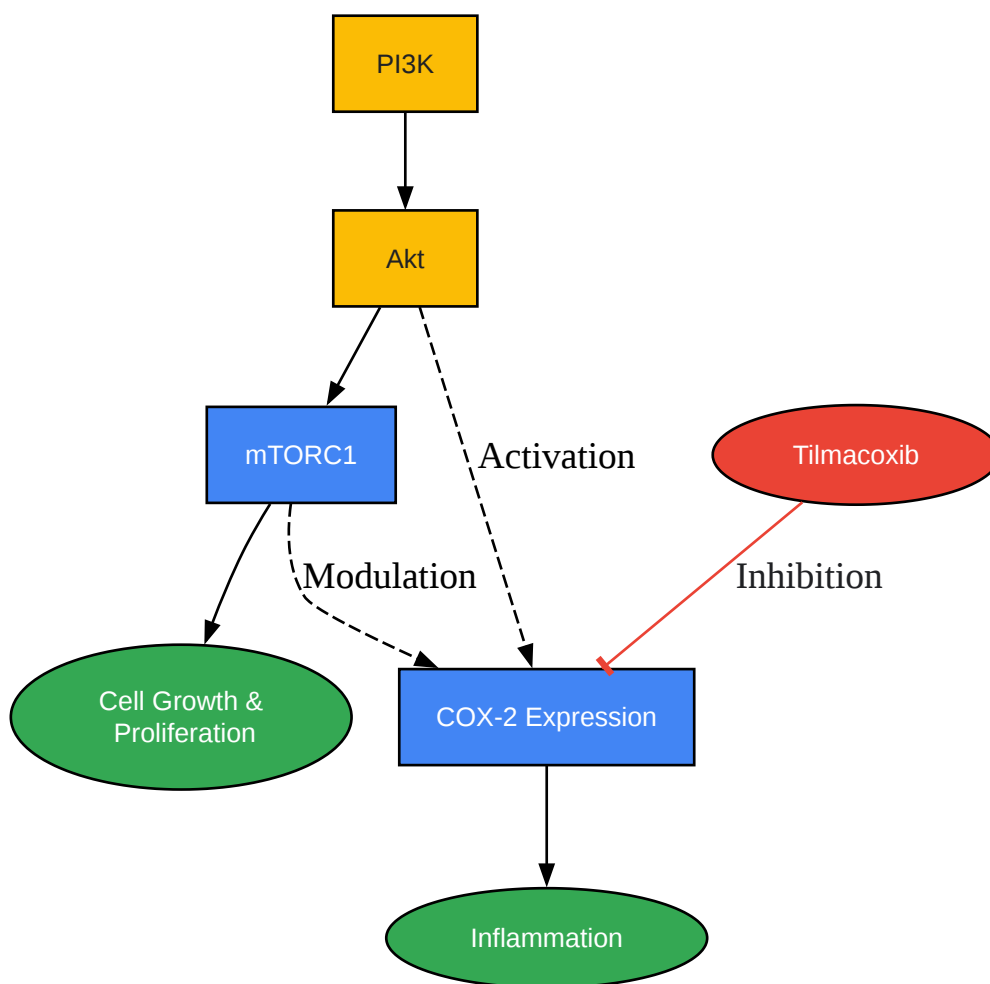 PI3K
Akt
mTORC1
Activation
Tilmacoxib
Modulation
Inhibition
Cell Growth &
Proliferation
COX-2 Expression
Inflammation